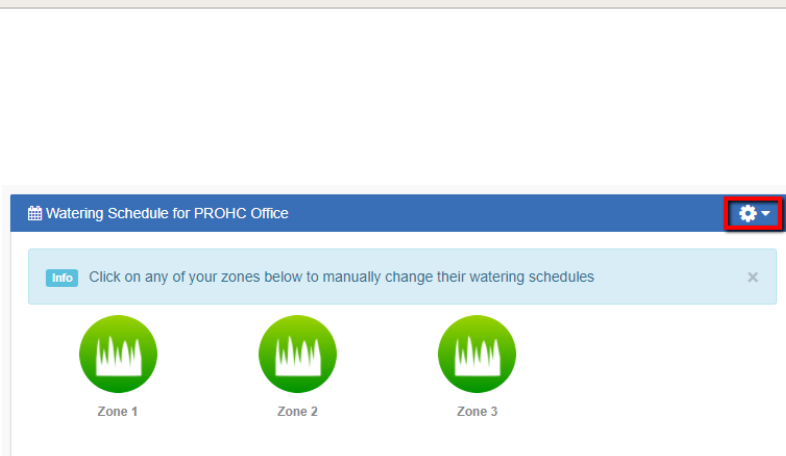 Watering Schedule for PROHC Office
Info Click on any of your zones below to manually change their watering schedules ×
Zone 1 Zone 2 Zone 3